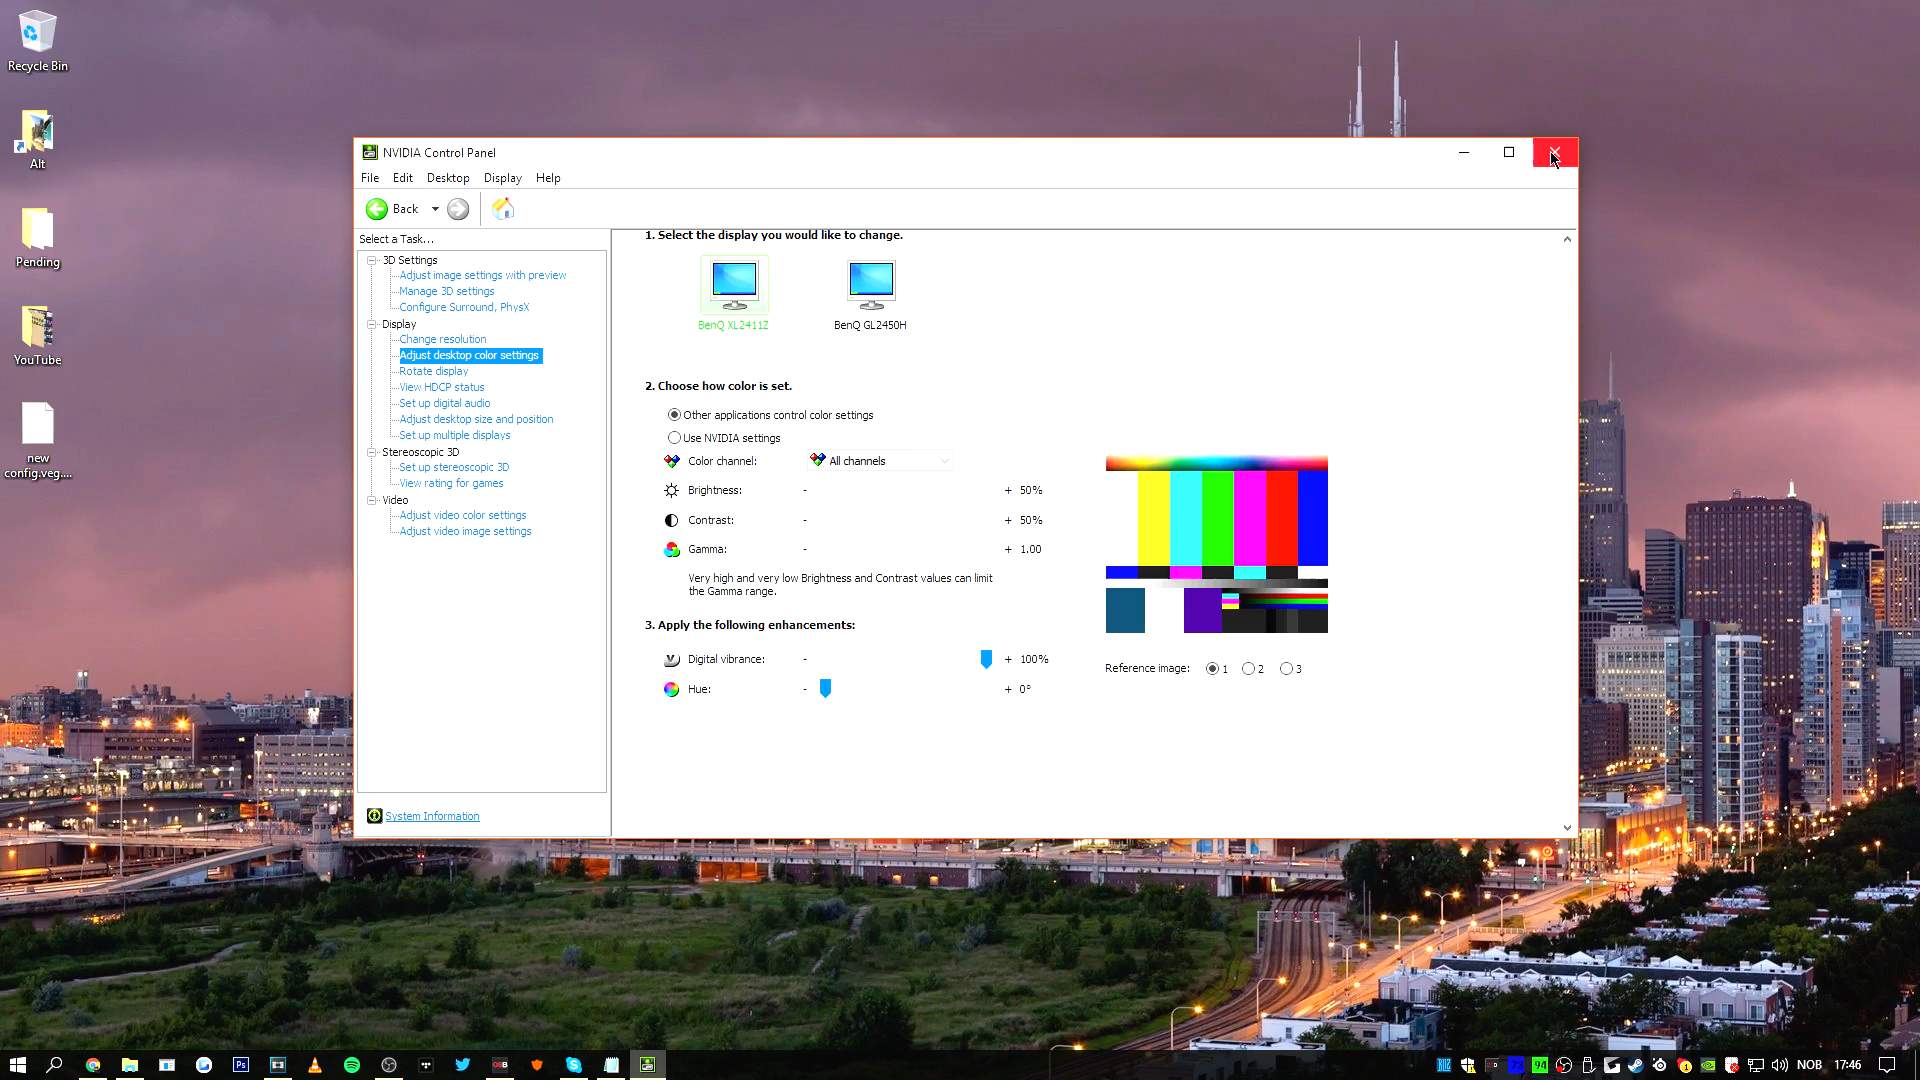 Recycle Bin
Alt
Pending
YouTube
new
config.veg....
NVIDIA Control Panel
File Edit Desktop Display Help
Back
Select a Task...
3D Settings
Adjust image settings with preview
Manage 3D settings
Configure Surround, PhysX
Display
Change resolution
Adjust desktop color settings
Rotate display
View HDCP status
Set up digital audio
Adjust desktop size and position
Set up multiple displays
Stereoscopic 3D
Set up stereoscopic 3D
View rating for games
Video
Adjust video color settings
Adjust video image settings
System Information
1. Select the display you would like to change.
BenQ XL2411Z BenQ GL2450H
2. Choose how color is set.
Other applications control color settings
Use NVIDIA settings
Color channel: All channels
Brightness: - + 50%
Contrast: - + 50%
Gamma: - + 1.00
Very high and very low Brightness and Contrast values can limit
the Gamma range.
3. Apply the following enhancements:
Digital vibrance: - + 100%
Hue: - + 0°
Reference image: 1 2 3
Ps
94
NOB 17:46